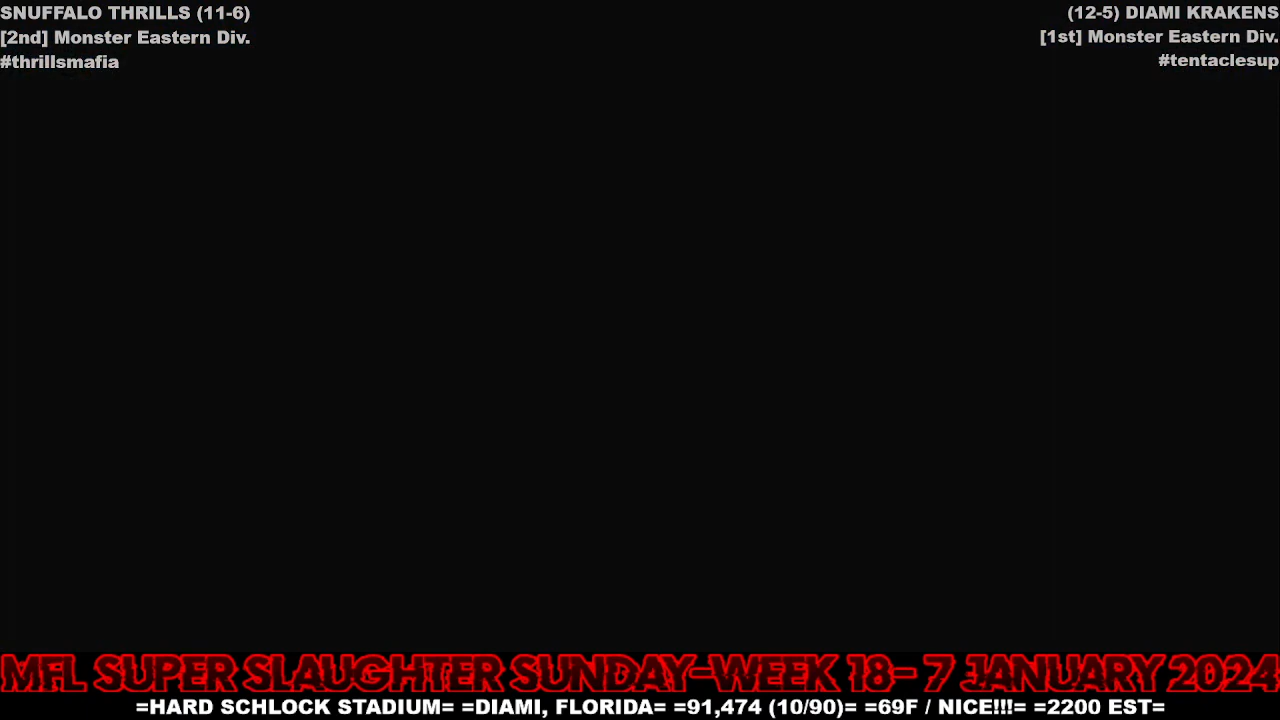 SNUFFALO THRILLS (11-6)
[2nd] Monster Eastern Div.
#thrillsmafia
(12-5) DIAMI KRAKENS
[1st] Monster Eastern Div.
#tentaclesup
MFL SUPER SLAUGHTER SUNDAY-WEEK 18- 7 JANUARY 2024
=HARD SCHLOCK STADIUM= =DIAMI, FLORIDA= =91,474 (10/90)= =69F / NICE!!!= =2200 EST=